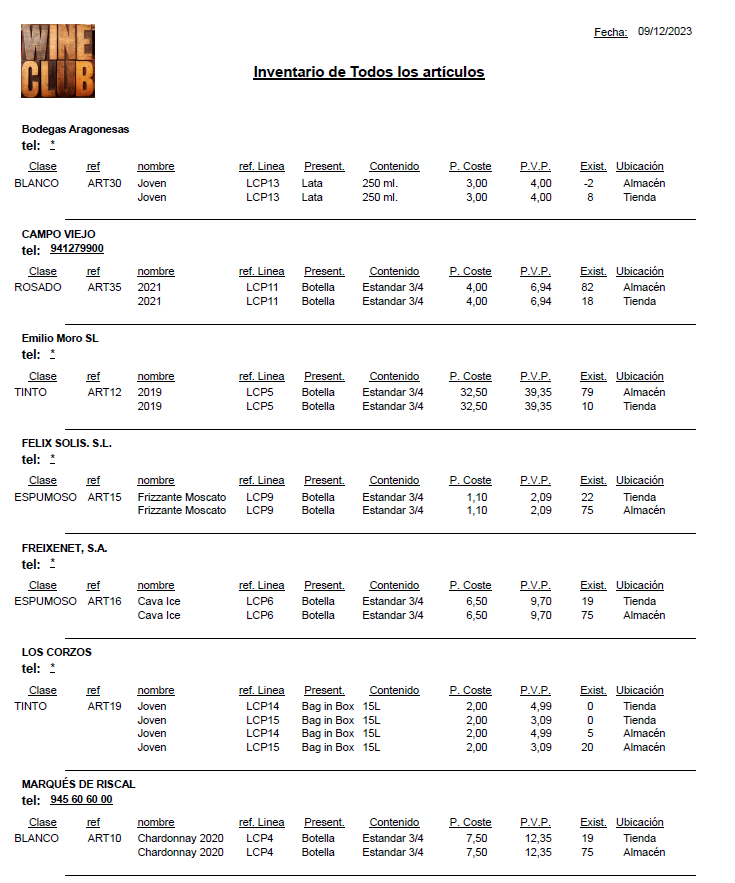 WINE
CLUB
Fecha: 09/12/2023
Inventario de Todos los artículos
Bodegas Aragonesas
tel: *
Clase ref nombre ref. Linea Present. Contenido P. Coste P.V.P. Exist. Ubicación
BLANCO ART30 Joven LCP13 Lata 250 ml. 3,00 4,00 -2 Almacén
Joven LCP13 Lata 250 ml. 3,00 4,00 8 Tienda
CAMPO VIEJO
tel: 941279900
Clase ref nombre ref. Linea Present. Contenido P. Coste P.V.P. Exist. Ubicación
ROSADO ART35 2021 LCP11 Botella Estandar 3/4 4,00 6,94 82 Almacén
2021 LCP11 Botella Estandar 3/4 4,00 6,94 18 Tienda
Emilio Moro SL
tel: *
Clase ref nombre ref. Linea Present. Contenido P. Coste P.V.P. Exist. Ubicación
TINTO ART12 2019 LCP5 Botella Estandar 3/4 32,50 39,35 79 Almacén
2019 LCP5 Botella Estandar 3/4 32,50 39,35 10 Tienda
FELIX SOLIS. S.L.
tel: *
Clase ref nombre ref. Linea Present. Contenido P. Coste P.V.P. Exist. Ubicación
ESPUMOSO ART15 Frizzante Moscato LCP9 Botella Estandar 3/4 1,10 2,09 22 Tienda
Frizzante Moscato LCP9 Botella Estandar 3/4 1,10 2,09 75 Almacén
FREIXENET, S.A.
tel: *
Clase ref nombre ref. Linea Present. Contenido P. Coste P.V.P. Exist. Ubicación
ESPUMOSO ART16 Cava Ice LCP6 Botella Estandar 3/4 6,50 9,70 19 Tienda
Cava Ice LCP6 Botella Estandar 3/4 6,50 9,70 75 Almacén
LOS CORZOS
tel: *
Clase ref nombre ref. Linea Present. Contenido P. Coste P.V.P. Exist. Ubicación
TINTO ART19 Joven LCP14 Bag in Box 15L 2,00 4,99 0 Tienda
Joven LCP15 Bag in Box 15L 2,00 3,09 0 Tienda
Joven LCP14 Bag in Box 15L 2,00 4,99 5 Almacén
Joven LCP15 Bag in Box 15L 2,00 3,09 20 Almacén
MARQUÉS DE RISCAL
tel: 945 60 60 00
Clase ref nombre ref. Linea Present. Contenido P. Coste P.V.P. Exist. Ubicación
BLANCO ART10 Chardonnay 2020 LCP4 Botella Estandar 3/4 7,50 12,35 19 Tienda
Chardonnay 2020 LCP4 Botella Estandar 3/4 7,50 12,35 75 Almacén